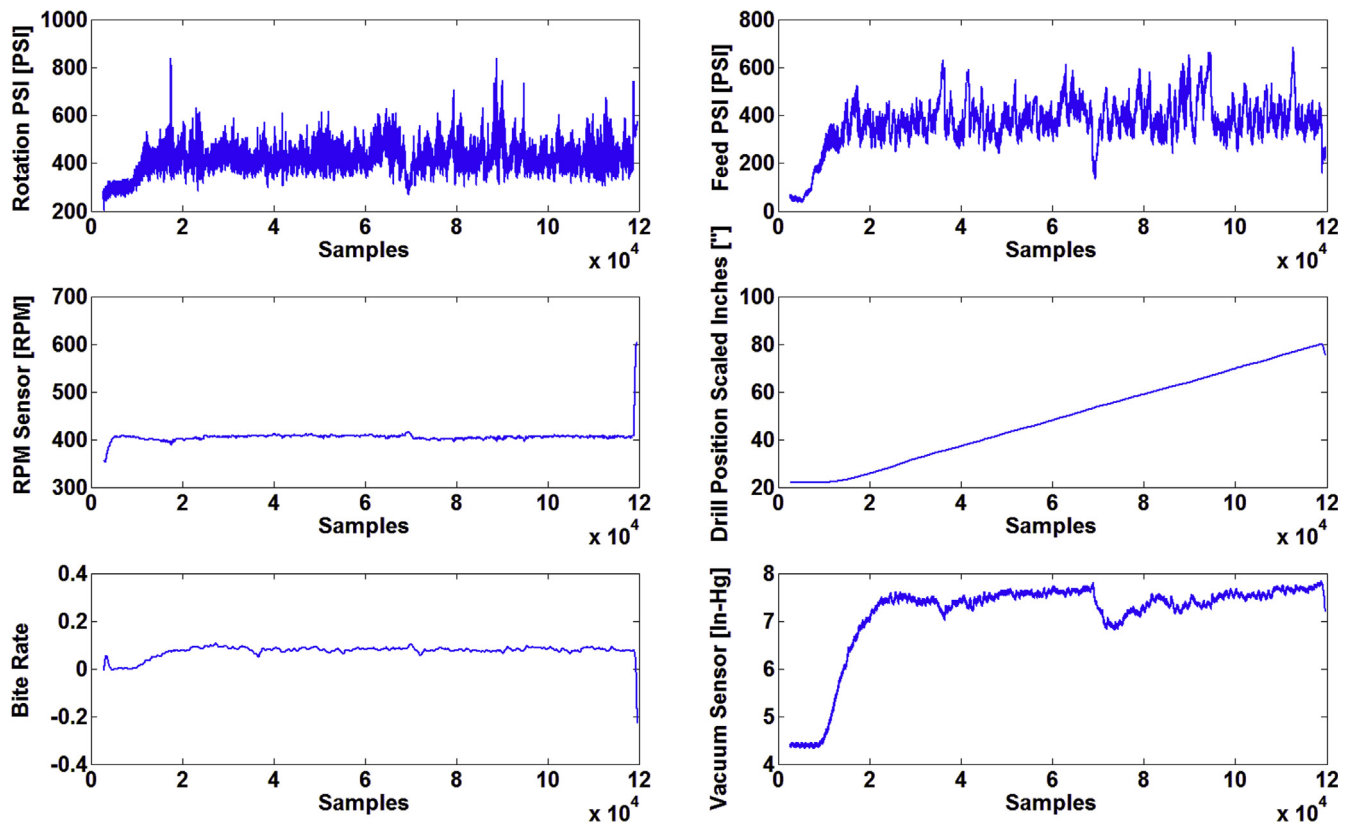 Rotation PSI [PSI]
1000
800
600
400
200
0 2 4 6 8 10 12
Samples
x 10^4
Feed PSI [PSI]
800
600
400
200
0
0 2 4 6 8 10 12
Samples
x 10^4
RPM Sensor [RPM]
700
600
500
400
300
0 2 4 6 8 10 12
Samples
x 10^4
Drill Position Scaled Inches ["]
100
80
60
40
20
0 2 4 6 8 10 12
Samples
x 10^4
Bite Rate
0.4
0.2
0
-0.2
-0.4
0 2 4 6 8 10 12
Samples
x 10^4
Vacuum Sensor [In-Hg]
8
7
6
5
4
0 2 4 6 8 10 12
Samples
x 10^4